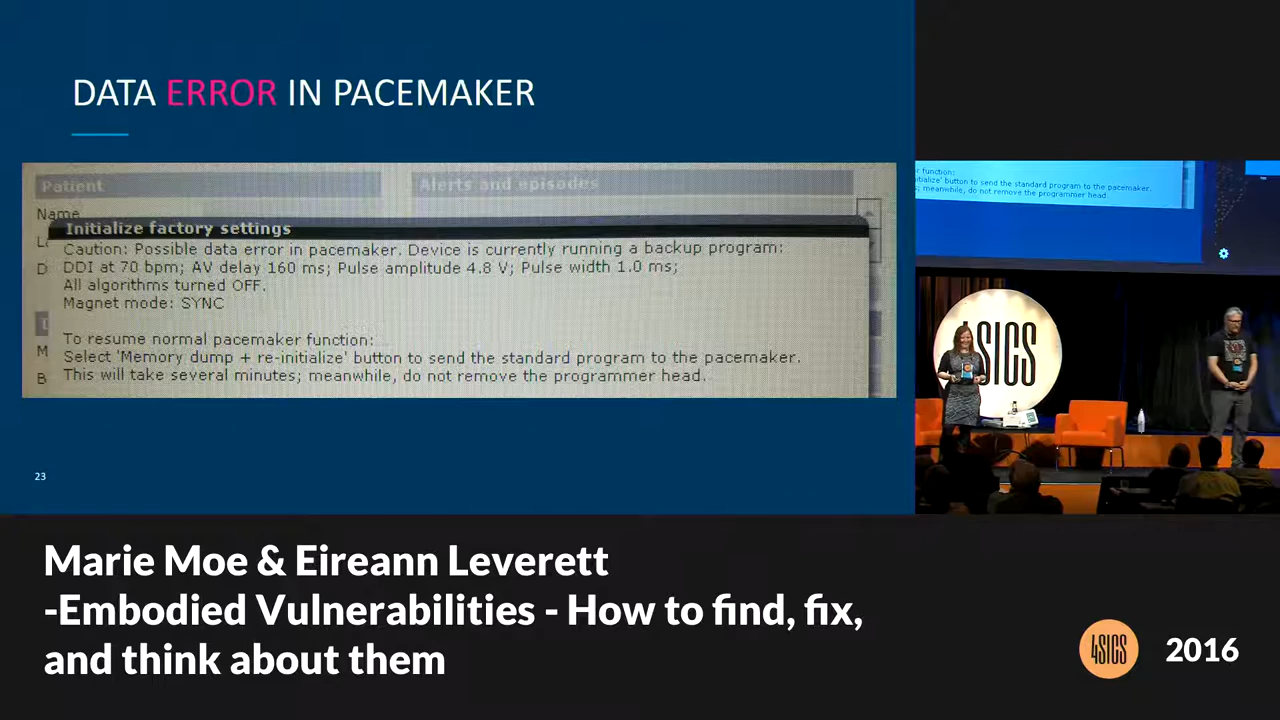 DATA ERROR IN PACEMAKER
Patient
Alerts and episodes
Name
Initialize factory settings
Caution: Possible data error in pacemaker. Device is currently running a backup program:
DDI at 70 bpm; AV delay 160 ms; Pulse amplitude 4.8 V; Pulse width 1.0 ms;
All algorithms turned OFF.
Magnet mode: SYNC
To resume normal pacemaker function:
Select 'Memory dump + re-initialize' button to send the standard program to the pacemaker.
This will take several minutes; meanwhile, do not remove the programmer head.
23
r function:
nitialize' button to send the standard program to the pacemaker.
; meanwhile, do not remove the programmer head.
4SICS
Marie Moe & Eireann Leverett
-Embodied Vulnerabilities - How to find, fix,
and think about them
4SICS
2016